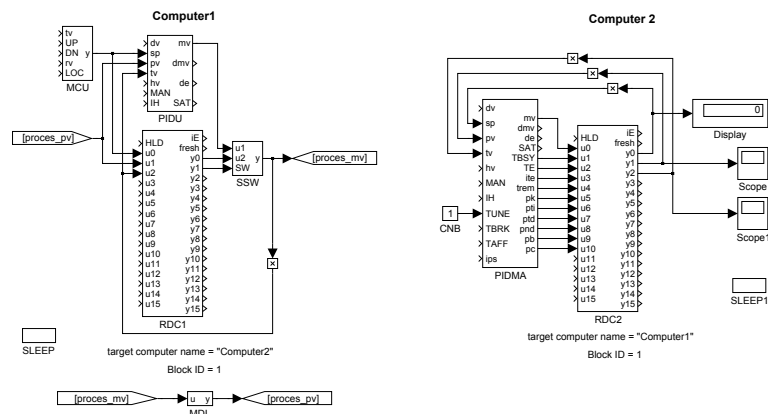 Computer1
tv
UP
DN y
rv
LOC
MCU
dv mv
sp
pv dmv
tv
hv de
MAN
IH SAT
PIDU
[proces_pv]
HLD iE
fresh
u0 y0
u1 y1
u2 y2
u3 y3
u4 y4
u5 y5
u6 y6
u7 y7
u8 y8
u9 y9
u10 y10
u11 y11
u12 y12
u13 y13
u14 y14
u15 y15
RDC1
u1
u2 y
SW
SSW
[proces_mv]
x
SLEEP
target computer name = "Computer2"
Block ID = 1
[proces_mv]
u y
MDL
[proces_pv]
Computer 2
x
x
x
dv mv
sp dmv
de
pv SAT
tv TBSY
TE
hv ite
MAN trem
pk
IH pti
TUNE ptd
TBRK pnd
TAFF pb
pc
ips
PIDMA
1
CNB
HLD iE
fresh
u0 y0
u1 y1
u2 y2
u3 y3
u4 y4
u5 y5
u6 y6
u7 y7
u8 y8
u9 y9
u10 y10
u11 y11
u12 y12
u13 y13
u14 y14
u15 y15
RDC2
0
Display
Scope
Scope1
SLEEP1
target computer name = "Computer1"
Block ID = 1